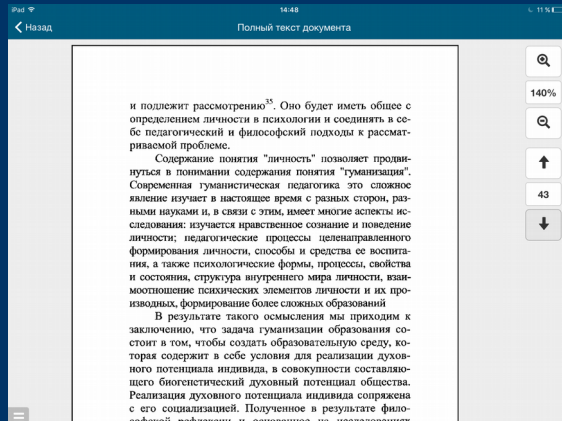 iPad 14:48 11 %
Назад Полный текст документа
140%
43
и подлежит рассмотрению35. Оно будет иметь общее с
определением личности в психологии и соединять в се-
бе педагогический и философский подходы к рассмат-
риваемой проблеме.
Содержание понятия "личность" позволяет продви-
нуться в понимании содержания понятия "гуманизация".
Современная гуманистическая педагогика это сложное
явление изучает в настоящее время с разных сторон, раз-
ными науками и, в связи с этим, имеет многие аспекты ис-
следования: изучается нравственное сознание и поведение
личности; педагогические процессы целенаправленного
формирования личности, способы и средства ее воспита-
ния, а также психологические формы, процессы, свойства
и состояния, структура внутреннего мира личности, взаи-
моотношение психических элементов личности и их про-
изводных, формирование более сложных образований
В результате такого осмысления мы приходим к
заключению, что задача гуманизации образования со-
стоит в том, чтобы создать образовательную среду, ко-
торая содержит в себе условия для реализации духов-
ного потенциала индивида, в совокупности составляю-
щего биогенетический духовный потенциал общества.
Реализация духовного потенциала индивида сопряжена
с его социализацией. Полученное в результате фило-